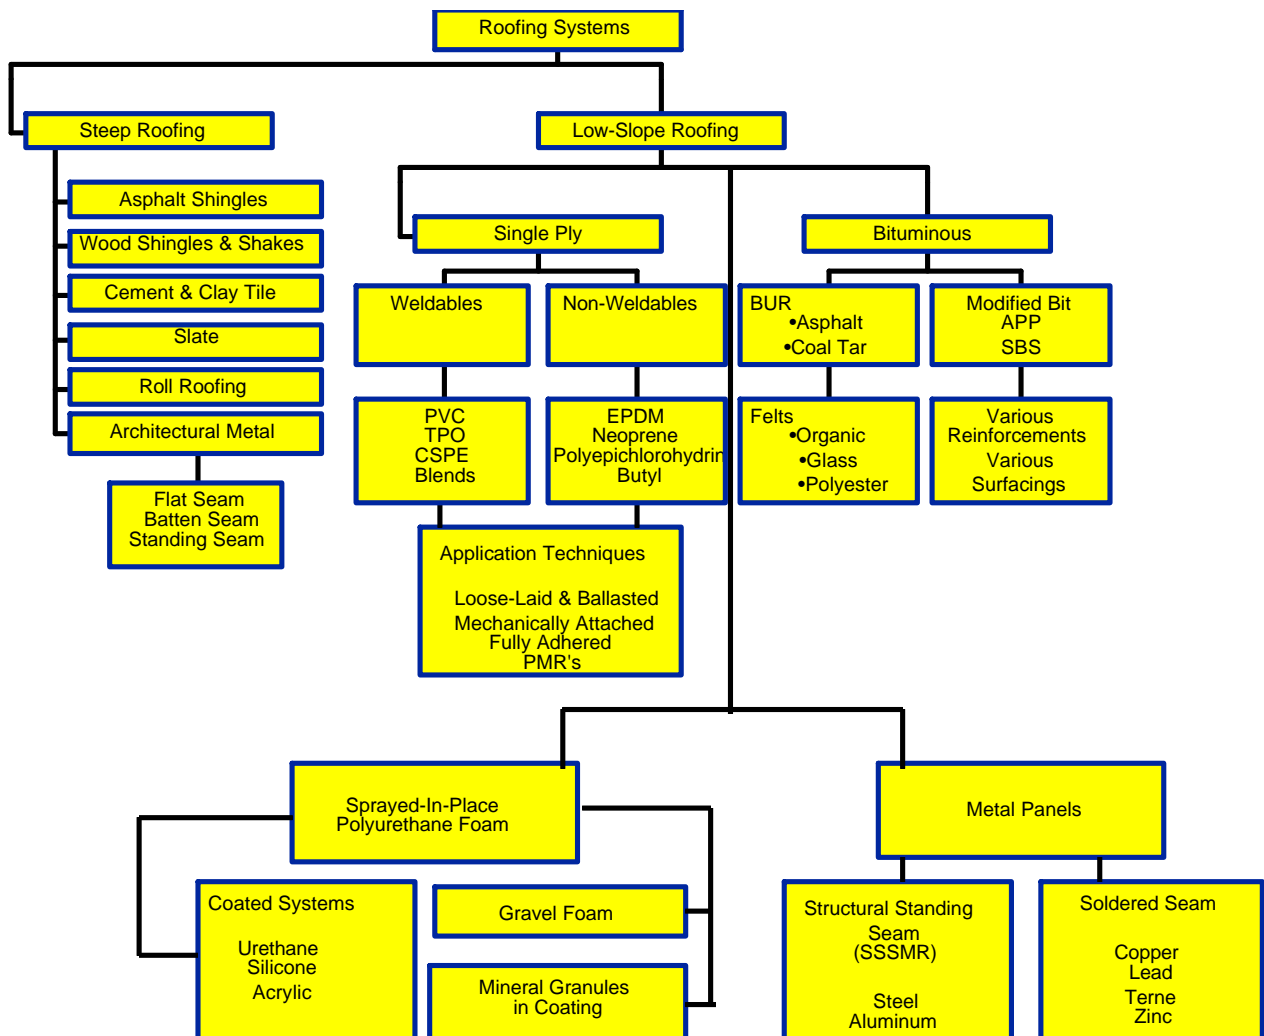 Roofing Systems
Steep Roofing
Low-Slope Roofing
Asphalt Shingles
Wood Shingles & Shakes
Cement & Clay Tile
Slate
Roll Roofing
Architectural Metal
Flat Seam
Batten Seam
Standing Seam
Single Ply
Bituminous
Weldables
Non-Weldables
BUR
•Asphalt
•Coal Tar
Modified Bit
APP
SBS
PVC
TPO
CSPE
Blends
EPDM
Neoprene
Polyepichlorohydrin
Butyl
Felts
•Organic
•Glass
•Polyester
Various
Reinforcements
Various
Surfacings
Application Techniques
Loose-Laid & Ballasted
Mechanically Attached
Fully Adhered
PMR's
Sprayed-In-Place
Polyurethane Foam
Metal Panels
Coated Systems
Urethane
Silicone
Acrylic
Gravel Foam
Mineral Granules
in Coating
Structural Standing
Seam
(SSSMR)
Steel
Aluminum
Soldered Seam
Copper
Lead
Terne
Zinc